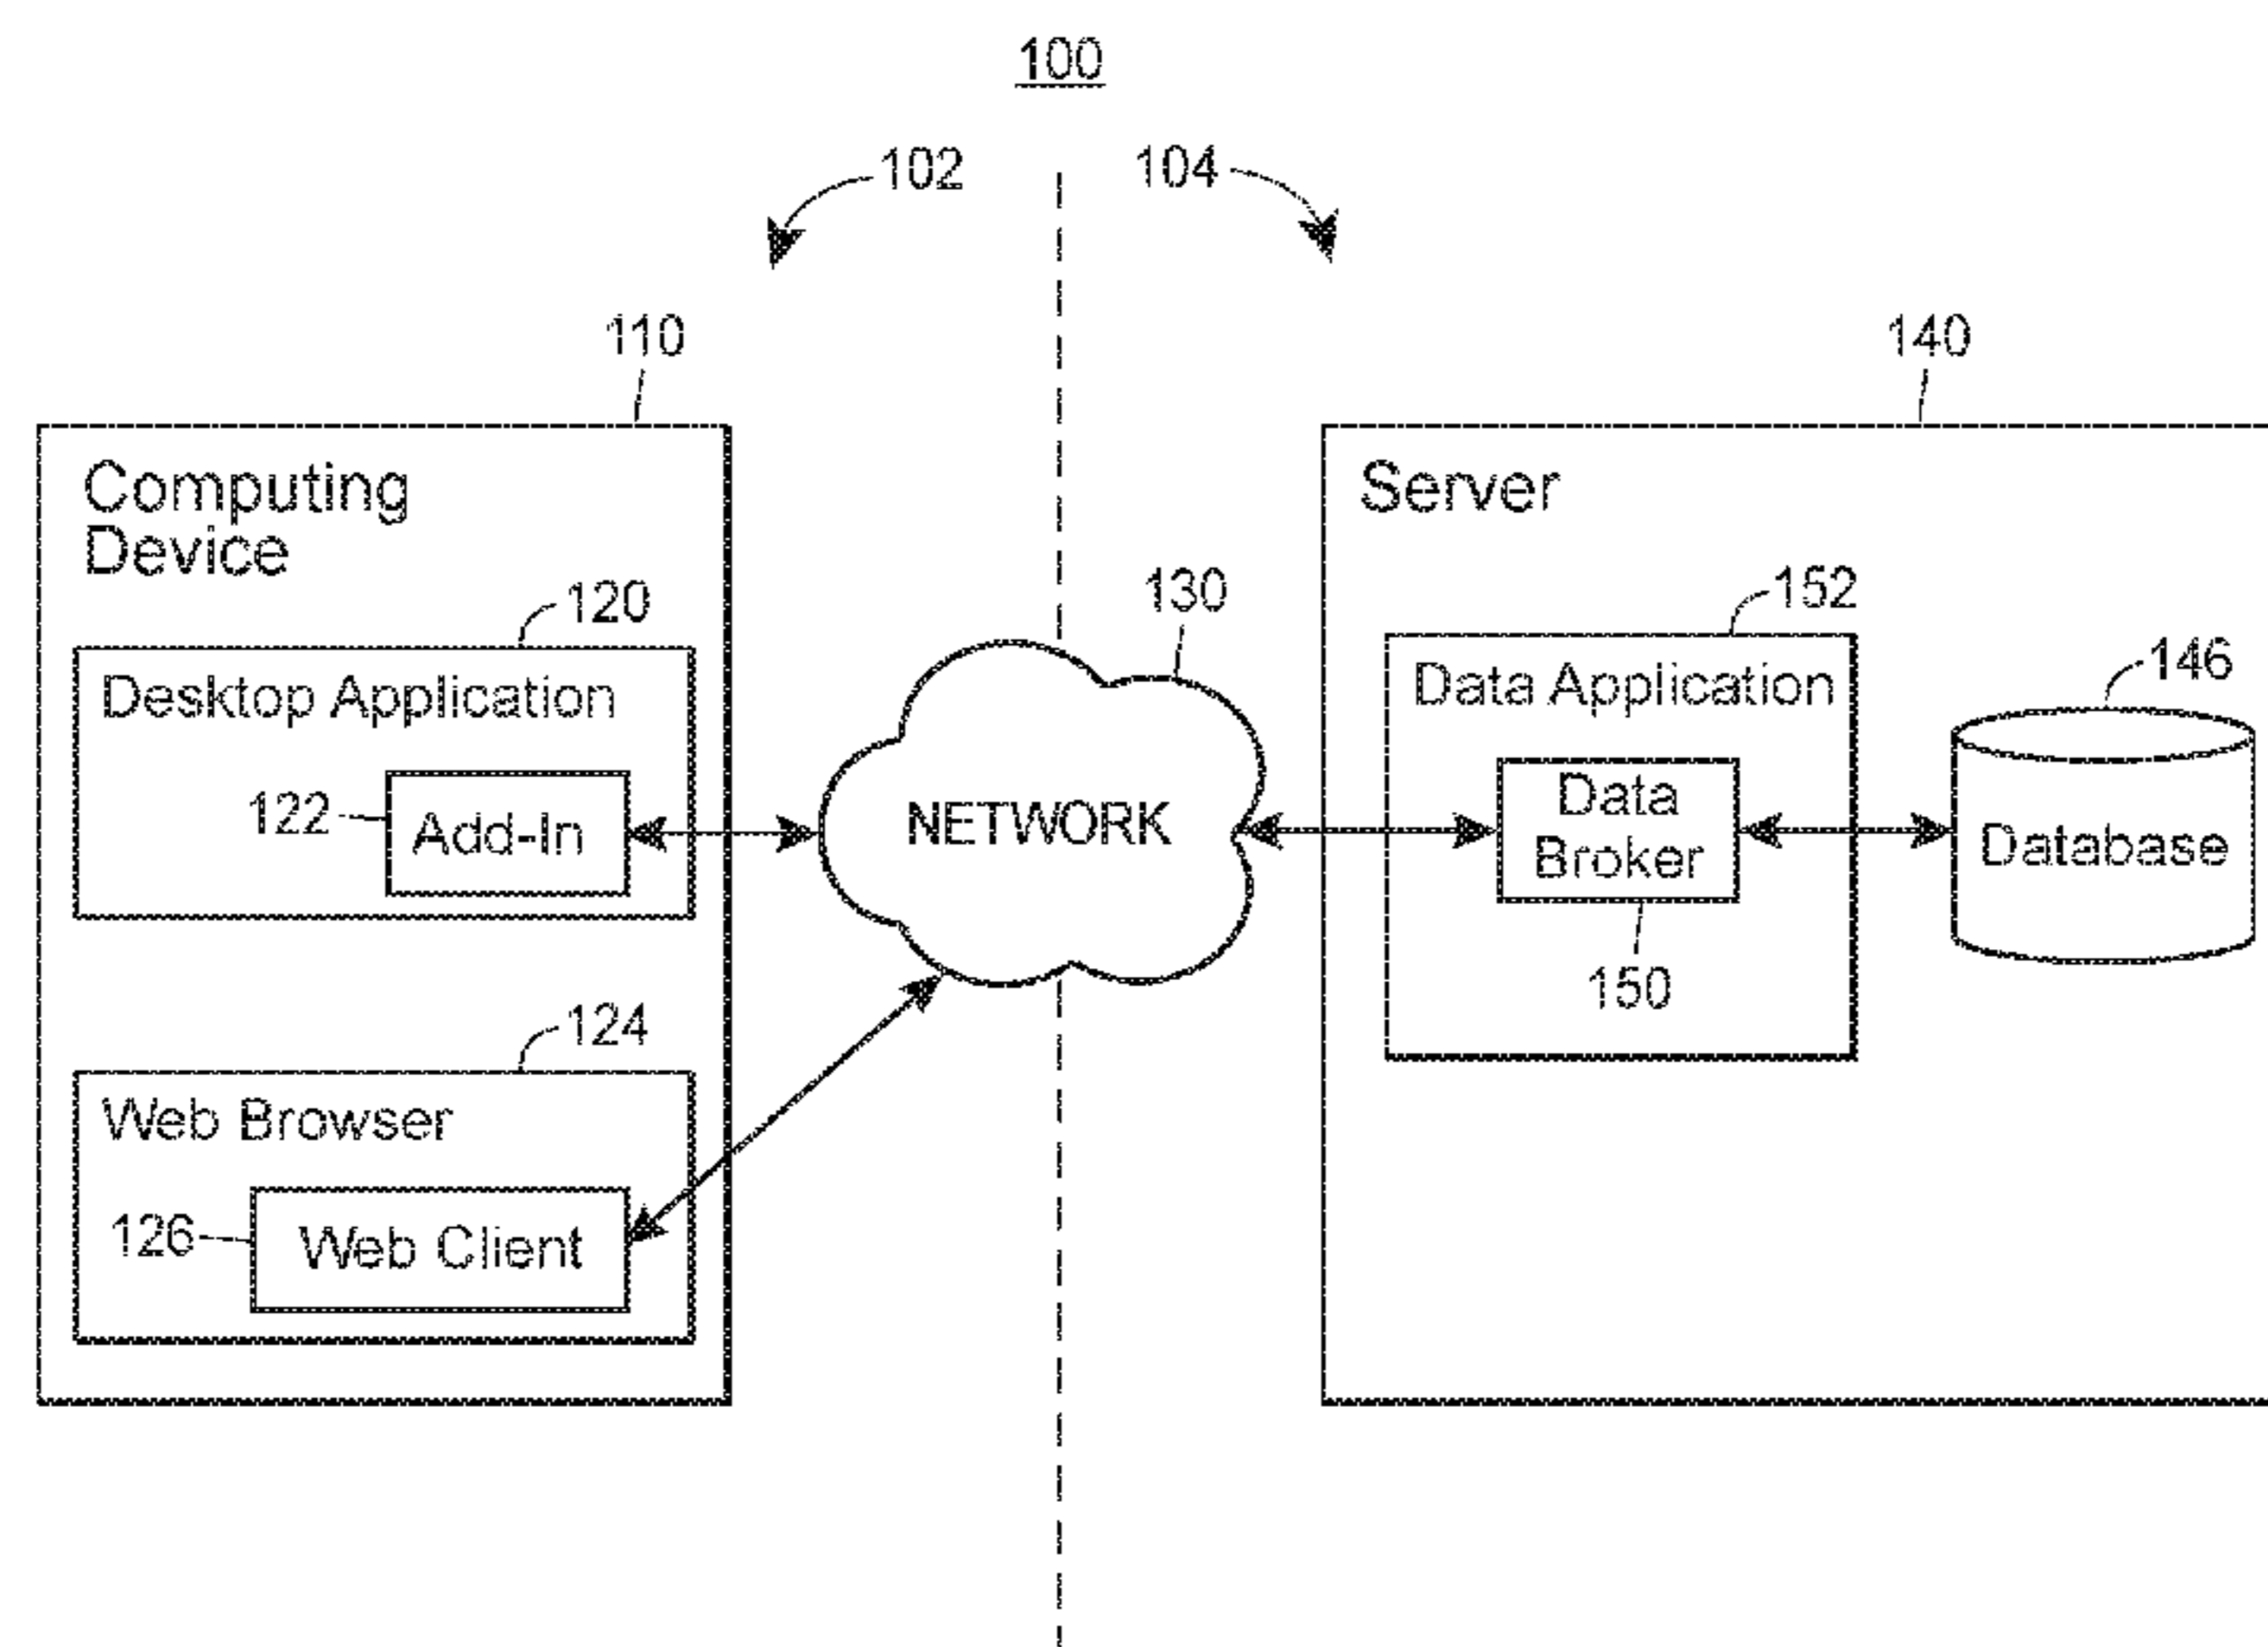 100
102
104
110
140
Computing
Device
Server
120
130
152
146
Desktop Application
Data Application
122
Add-In
NETWORK
Data
Broker
Database
150
124
Web Browser
126
Web Client